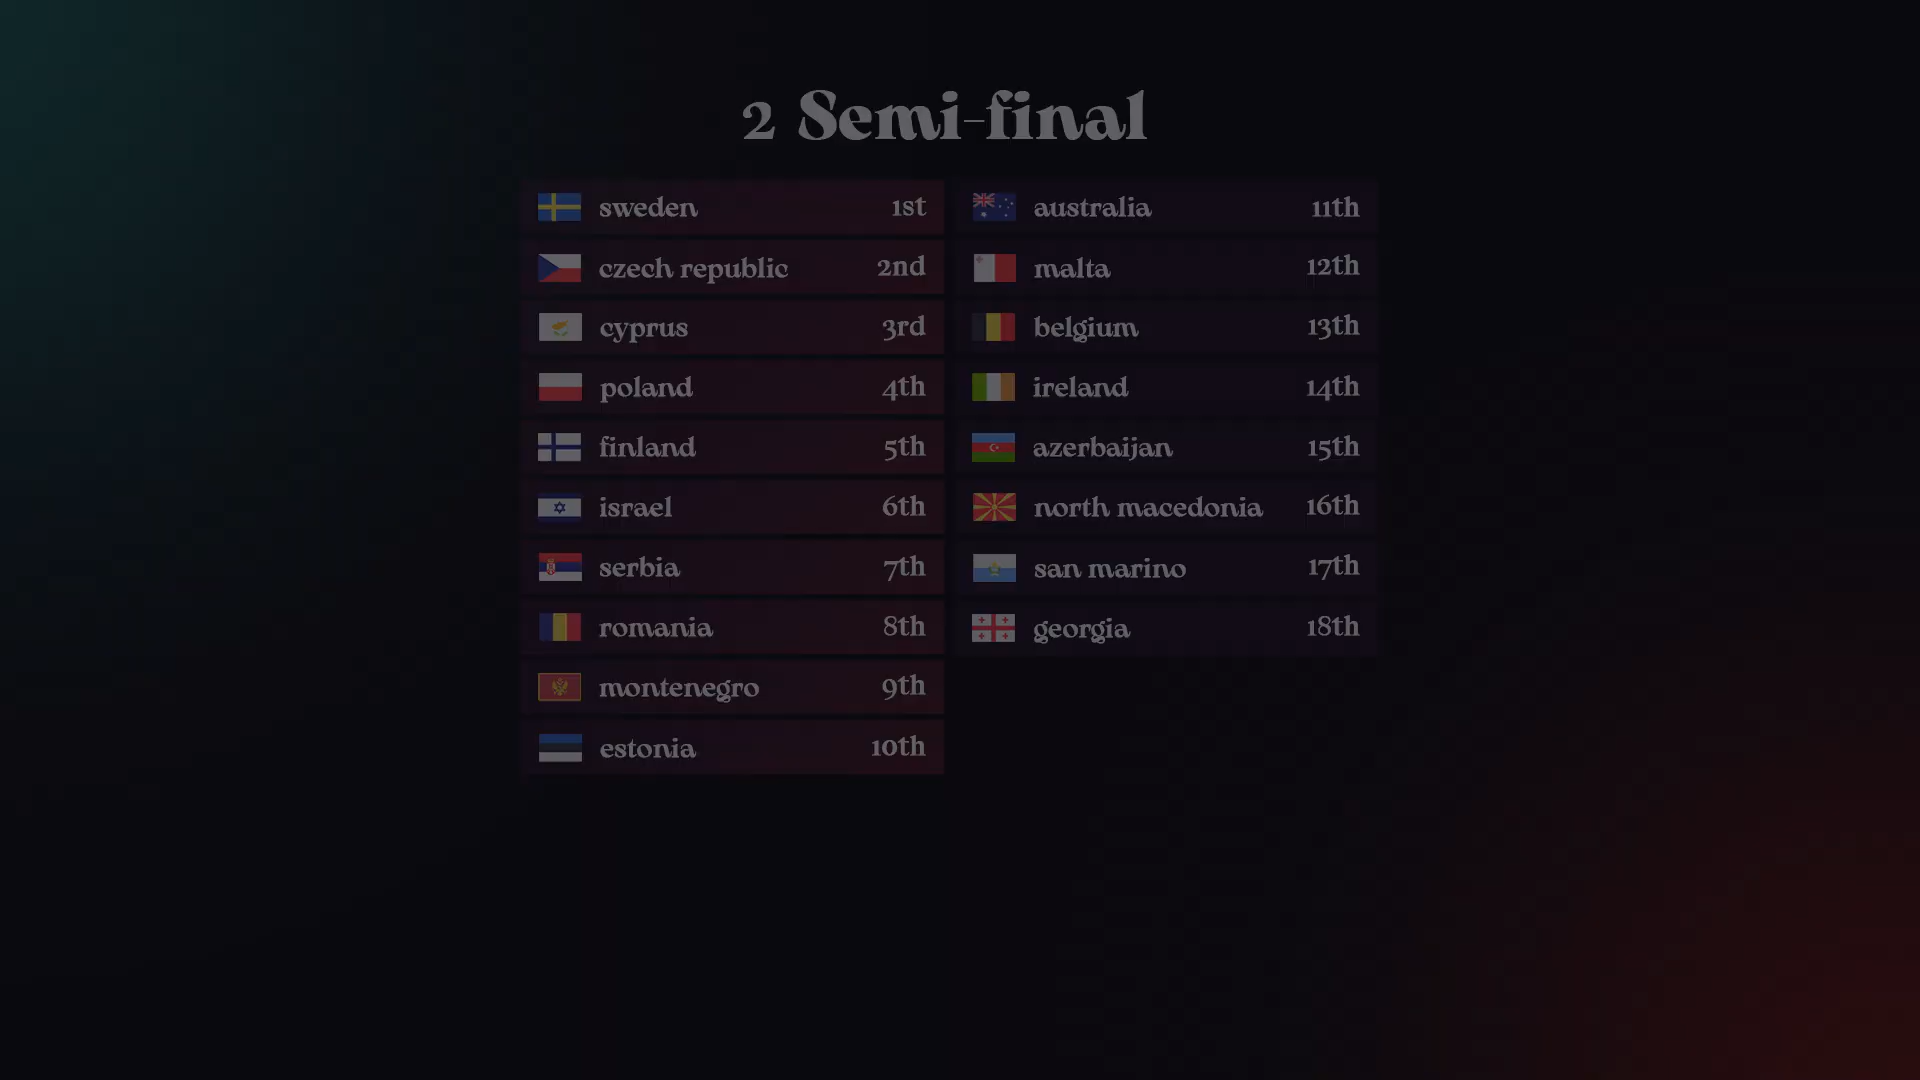 2 Semi-final
sweden 1st
czech republic 2nd
cyprus 3rd
poland 4th
finland 5th
israel 6th
serbia 7th
romania 8th
montenegro 9th
estonia 10th
australia 11th
malta 12th
belgium 13th
ireland 14th
azerbaijan 15th
north macedonia 16th
san marino 17th
georgia 18th